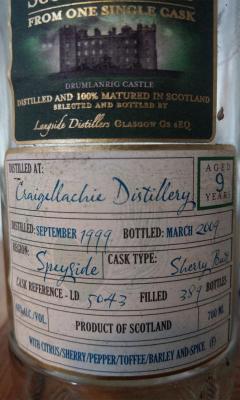 FROM ONE SINGLE CASK
DRUMLANRIG CASTLE
DISTILLED AND 100% MATURED IN SCOTLAND
SELECTED AND BOTTLED BY
Langside Distillers GLASGOW G2 6EQ
DISTILLED AT:
Craigellachie Distillery
AGED
9
YEARS
DISTILLED: SEPTEMBER 1999 BOTTLED: MARCH 2009
REGION:
Speyside
CASK TYPE:
Sherry Butt
CASK REFERENCE - LD 5043 FILLED 389 BOTTLES
46%ALC/VOL. PRODUCT OF SCOTLAND 700 ML
WITH CITRUS/SHERRY/PEPPER/TOFFEE/BARLEY AND SPICE.